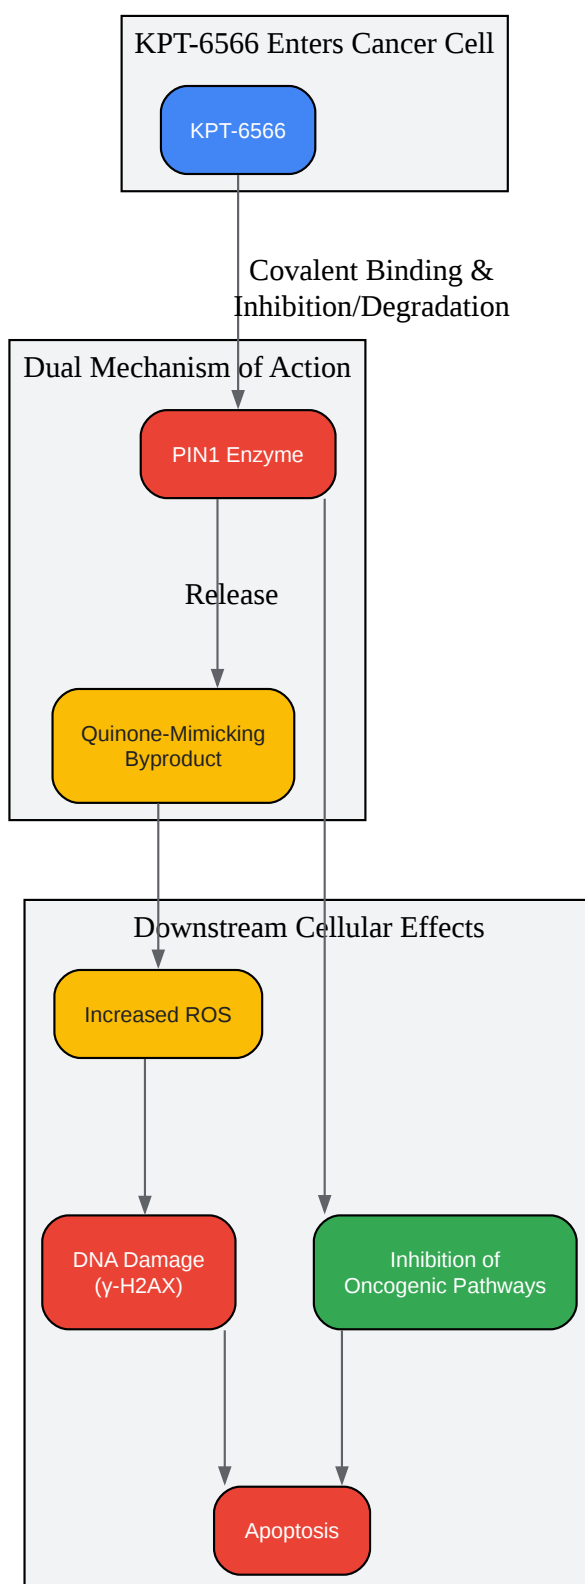 KPT-6566 Enters Cancer Cell
KPT-6566
Covalent Binding &
Inhibition/Degradation
Dual Mechanism of Action
PIN1 Enzyme
Release
Quinone-Mimicking
Byproduct
Downstream Cellular Effects
Increased ROS
DNA Damage
(γ-H2AX)
Inhibition of
Oncogenic Pathways
Apoptosis